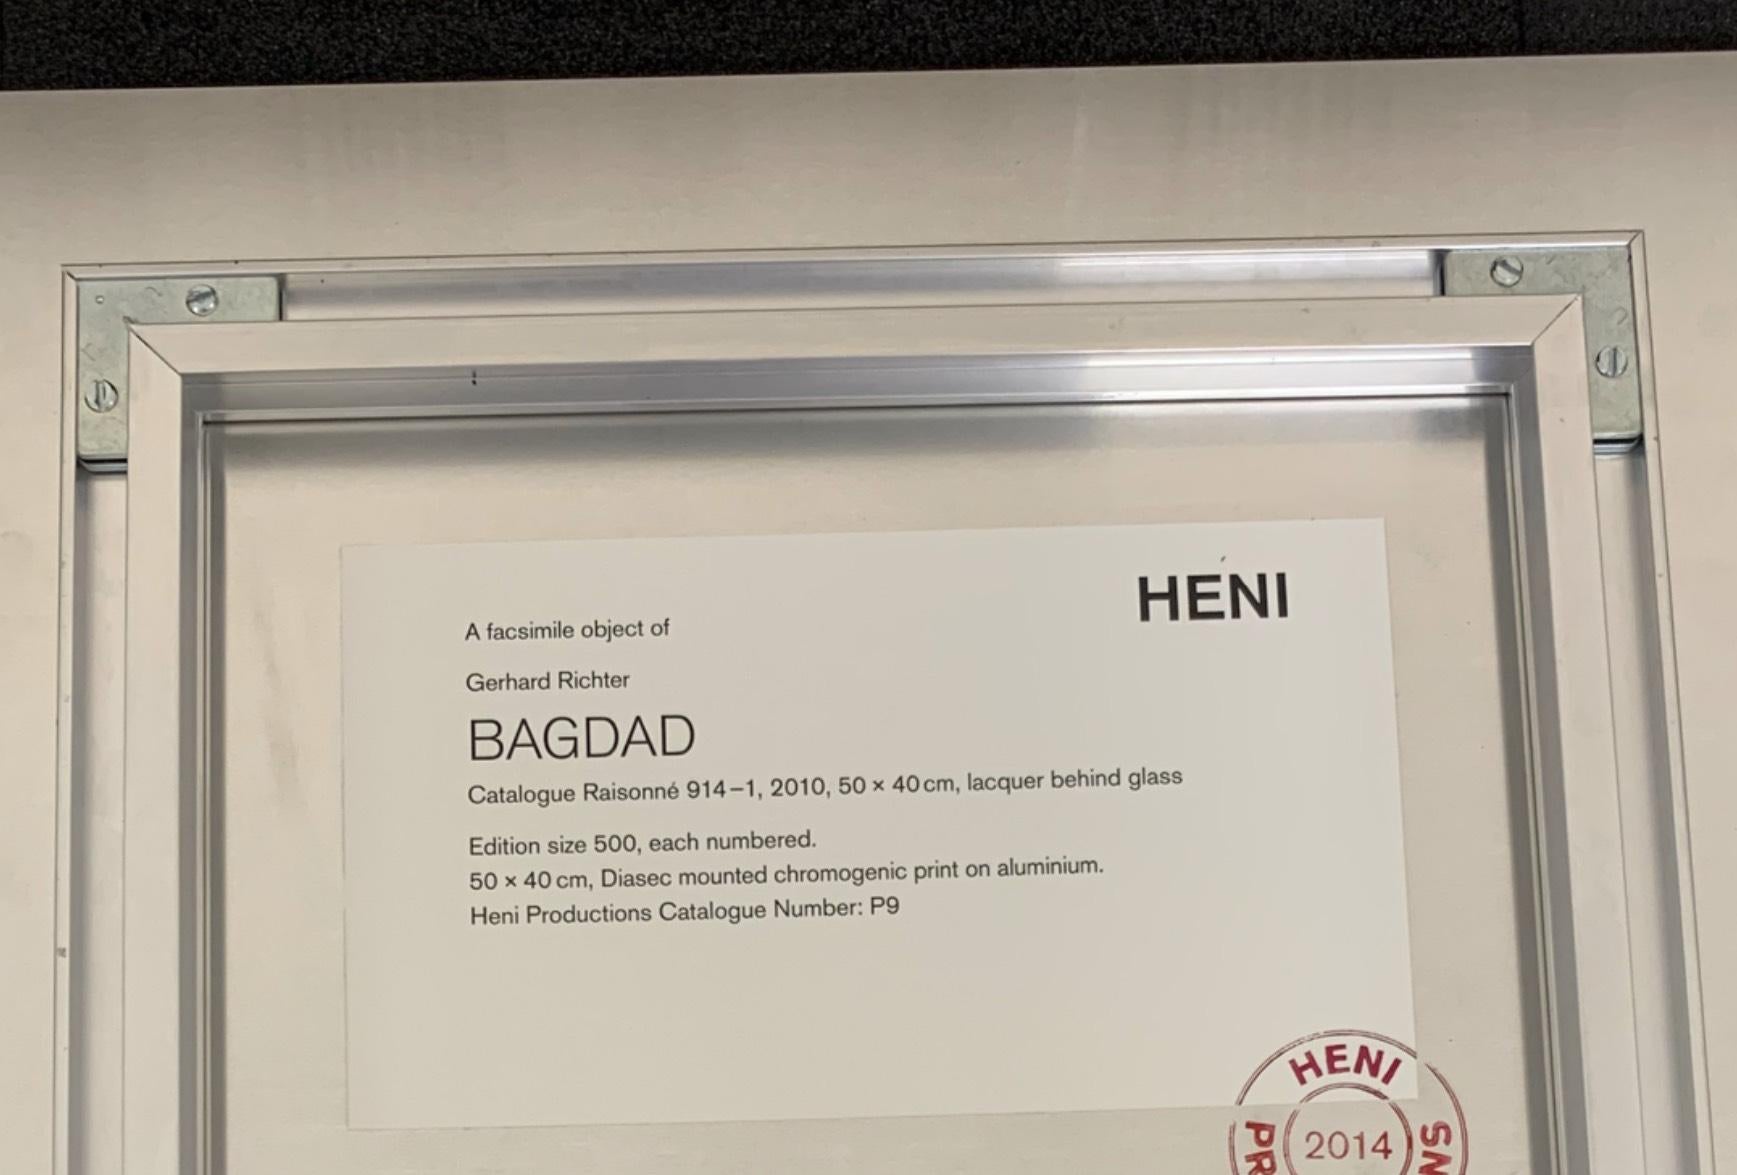 HENI
A facsimile object of
Gerhard Richter
BAGDAD
Catalogue Raisonné 914–1, 2010, 50 × 40 cm, lacquer behind glass
Edition size 500, each numbered.
50 × 40 cm, Diasec mounted chromogenic print on aluminium.
Heni Productions Catalogue Number: P9
HENI
2014